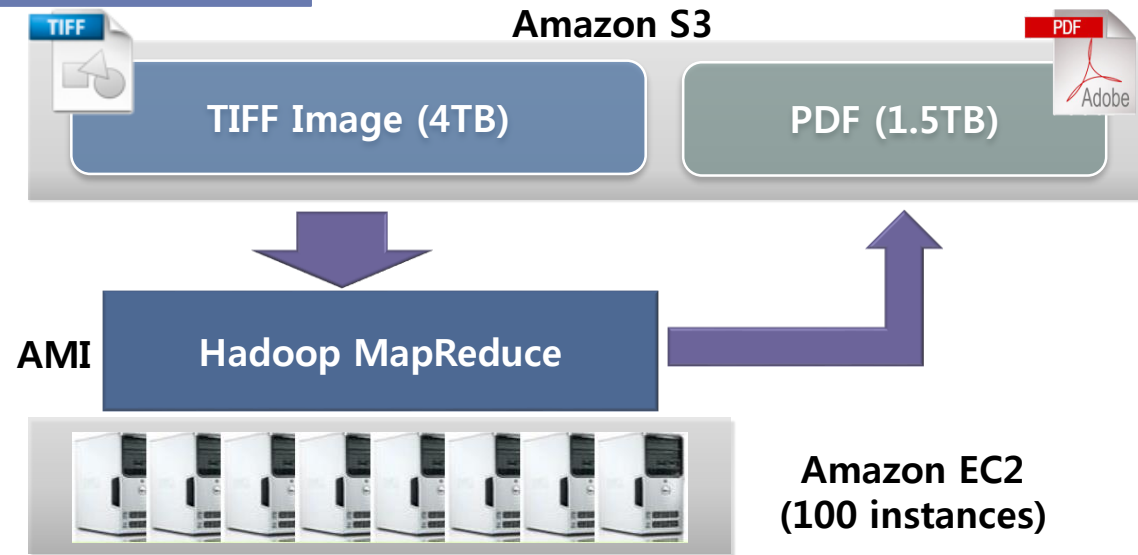 Amazon S3
TIFF
PDF
Adobe
TIFF Image (4TB)
PDF (1.5TB)
AMI
Hadoop MapReduce
Amazon EC2
(100 instances)